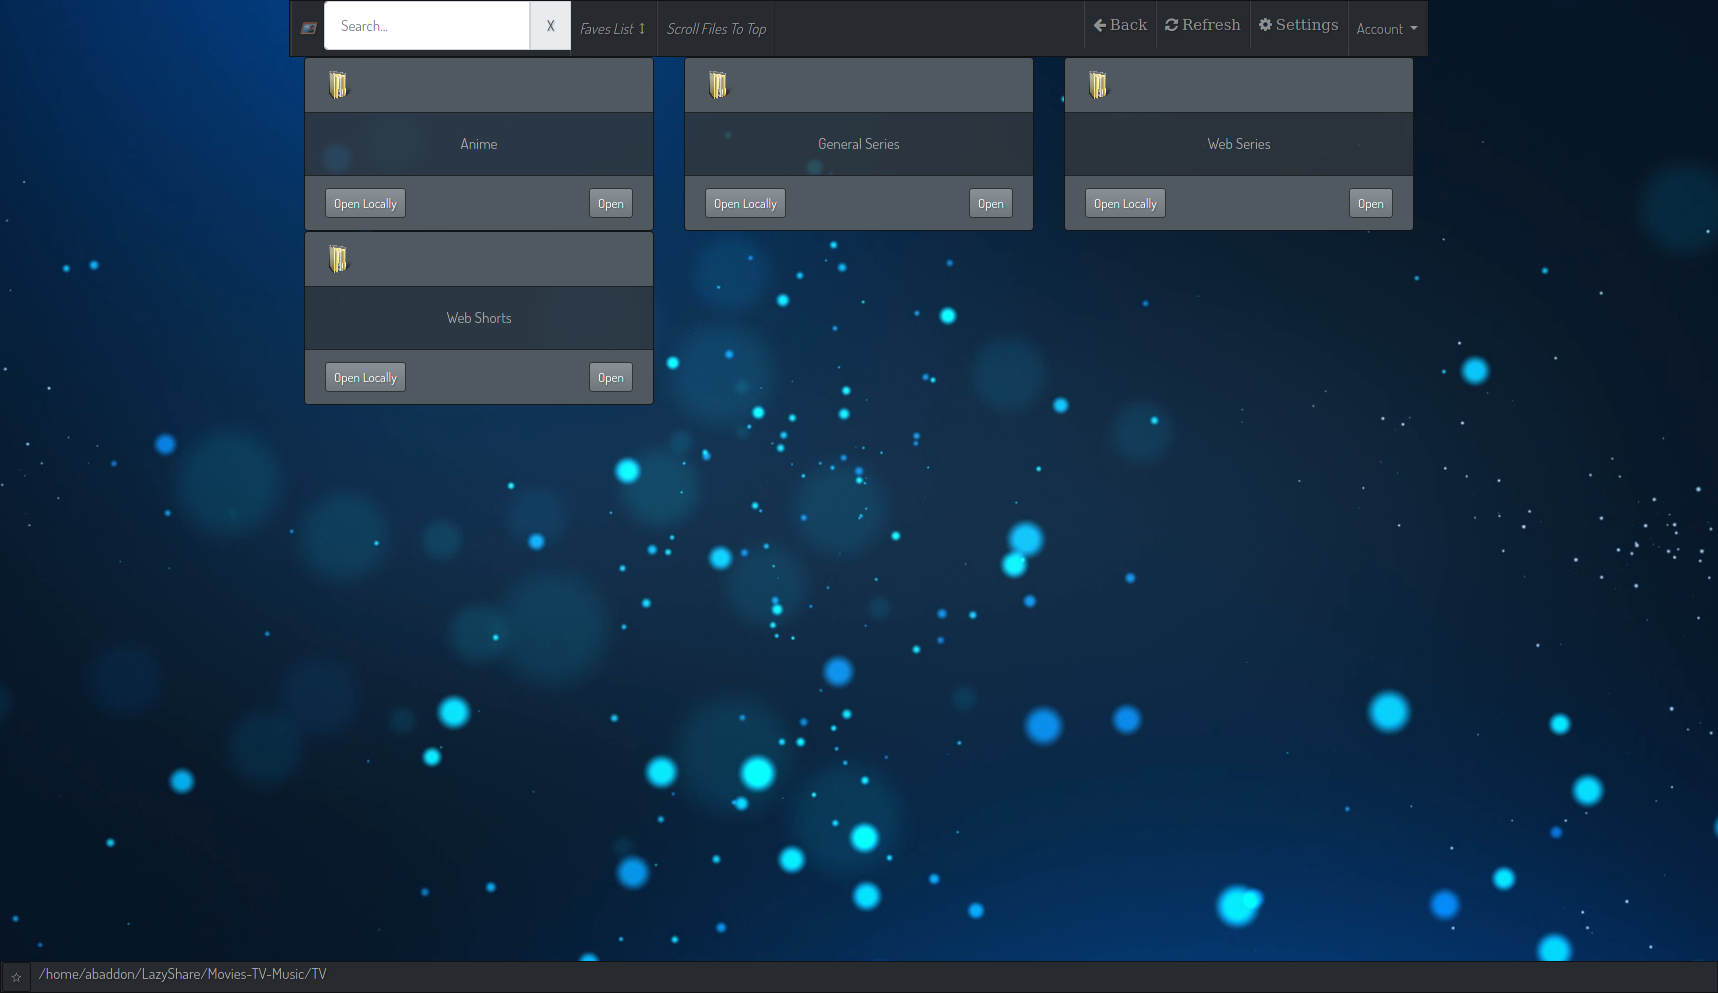 Search...
X
Faves List ↕
Scroll Files To Top
Back
Refresh
Settings
Account
Anime
Open Locally
Open
General Series
Open Locally
Open
Web Series
Open Locally
Open
Web Shorts
Open Locally
Open
☆
/home/abaddon/LazyShare/Movies-TV-Music/TV